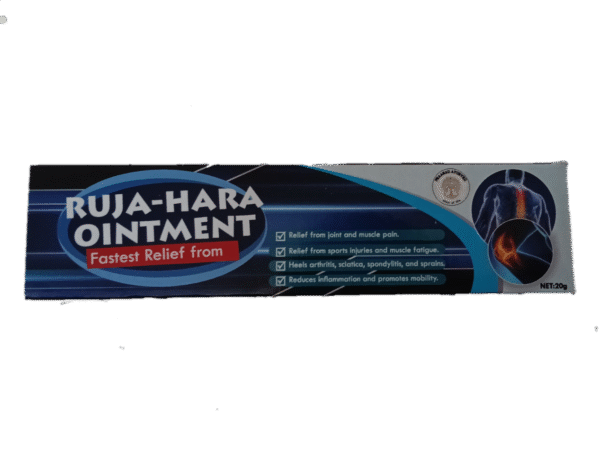 RUJA-HARA
OINTMENT
Fastest Relief from
Relief from joint and muscle pain.
Relief from sports injuries and muscle fatigue.
Heels arthritis, sciatica, spondylitis, and sprains.
Reduces inflammation and promotes mobility.
NET:20g